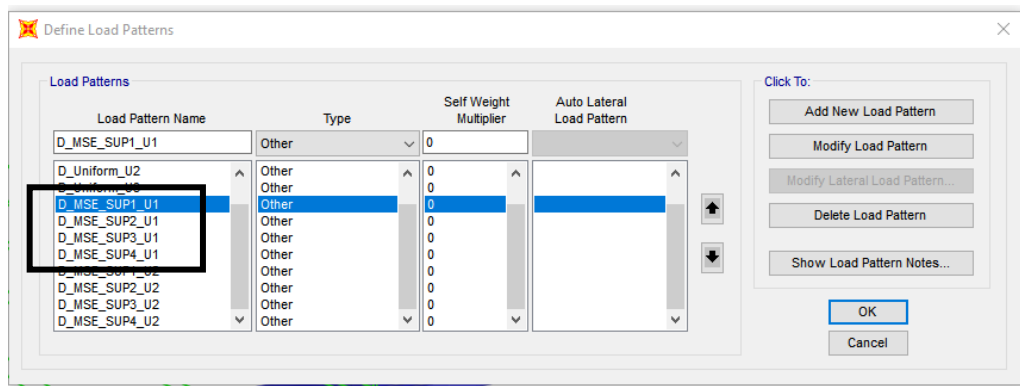 Define Load Patterns
Load Patterns
Click To:
Load Pattern Name
Type
Self Weight Multiplier
Auto Lateral Load Pattern
D_MSE_SUP1_U1 Other 0
Add New Load Pattern
Modify Load Pattern
Modify Lateral Load Pattern...
Delete Load Pattern
Show Load Pattern Notes...
D_Uniform_U2 Other 0
D_Uniform_U3 Other 0
D_MSE_SUP1_U1 Other 0
D_MSE_SUP2_U1 Other 0
D_MSE_SUP3_U1 Other 0
D_MSE_SUP4_U1 Other 0
D_MSE_SUP1_U2 Other 0
D_MSE_SUP2_U2 Other 0
D_MSE_SUP3_U2 Other 0
D_MSE_SUP4_U2 Other 0
OK
Cancel